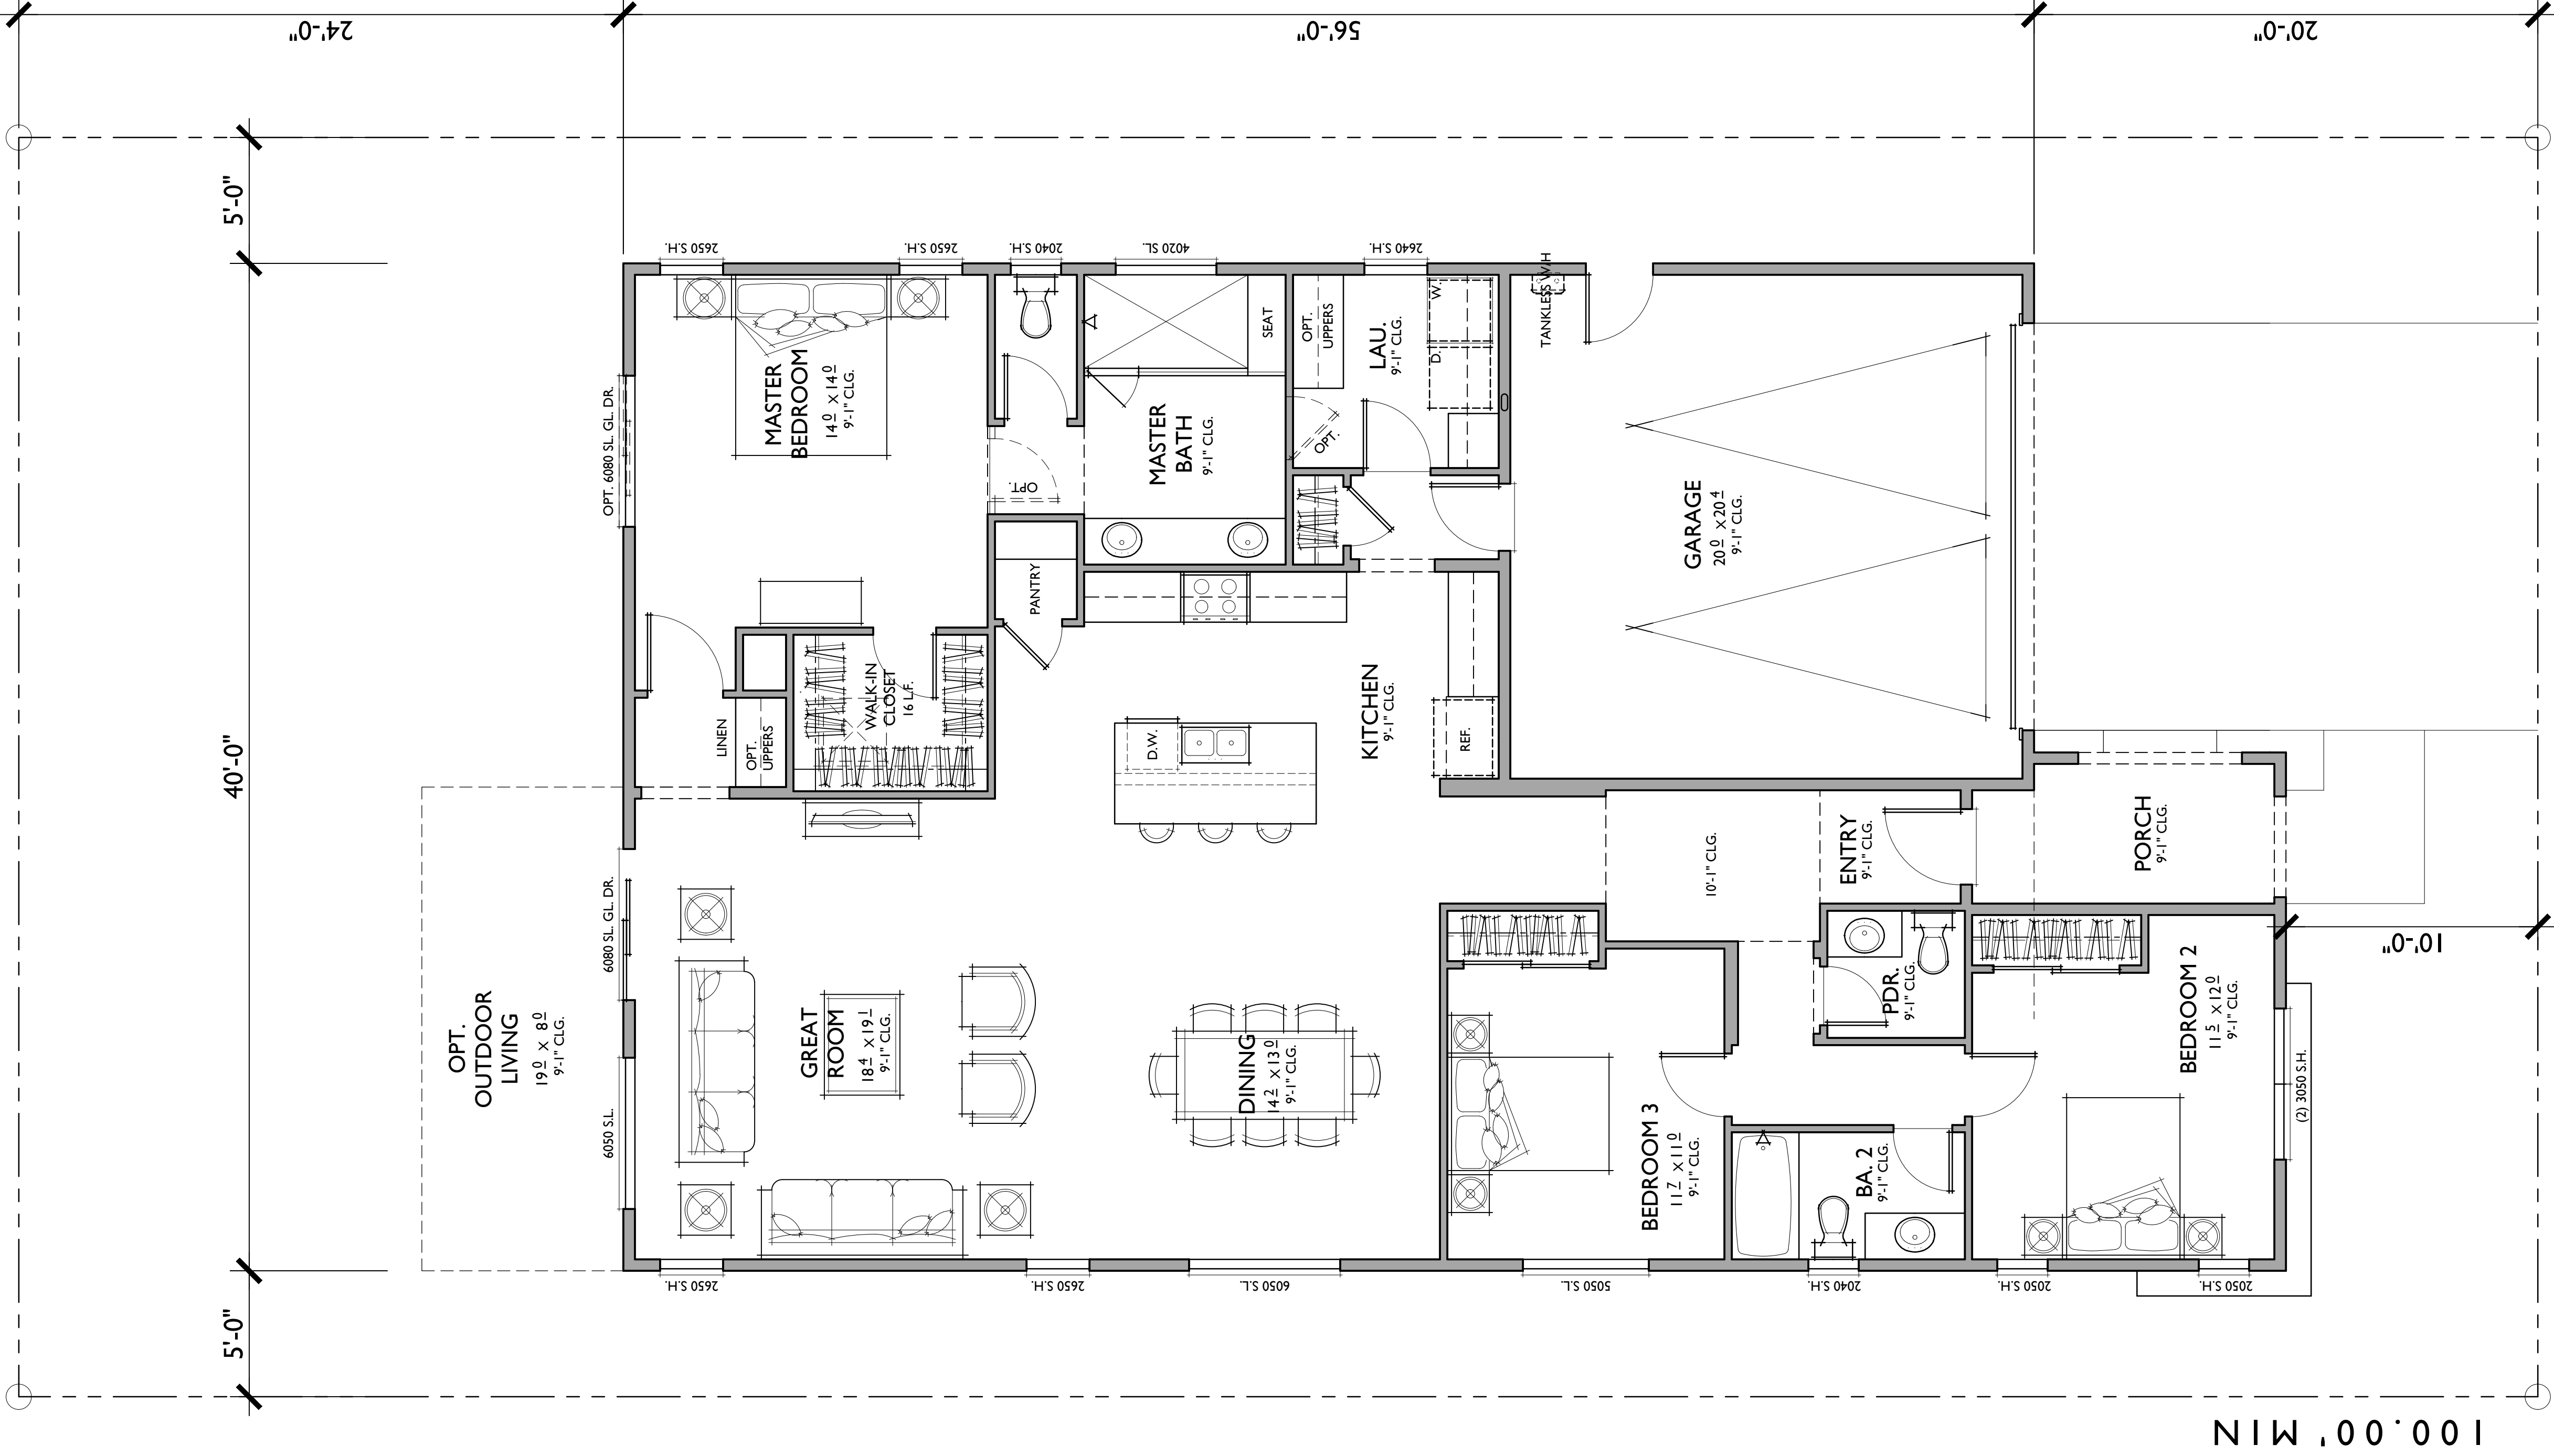 24'-0"
56'-0"
20'-0"
5'-0"
40'-0"
5'-0"
10'-0"
100.00' MIN
2650 S.H.
2650 S.H.
2040 S.H.
4020 SL.
2640 S.H.
OPT. 6080 SL. GL. DR.
6080 SL. GL. DR.
6050 S.L.
MASTER
BEDROOM
14⁰ X 14⁰
9'-1" CLG.
OPT.
MASTER
BATH
9'-1" CLG.
SEAT
OPT.
UPPERS
LAU.
9'-1" CLG.
W.
D.
OPT.
TANKLESS W/H
GARAGE
20⁰ X 20⁴
9'-1" CLG.
PANTRY
WALK-IN
CLOSET
16 L.F.
LINEN
OPT.
UPPERS
D.W.
KITCHEN
9'-1" CLG.
REF.
10'-1" CLG.
ENTRY
9'-1" CLG.
PORCH
9'-1" CLG.
OPT.
OUTDOOR
LIVING
19⁰ X 8⁰
9'-1" CLG.
GREAT
ROOM
18⁴ X 19¹
9'-1" CLG.
DINING
14² X 13⁰
9'-1" CLG.
BEDROOM 3
11⁷ X 11⁰
9'-1" CLG.
PDR.
9'-1" CLG.
BA. 2
9'-1" CLG.
BEDROOM 2
11⁵ X 12⁰
9'-1" CLG.
(2) 3050 S.H.
2650 S.H.
2650 S.H.
6050 S.L.
5050 S.L.
2040 S.H.
2050 S.H.
2050 S.H.